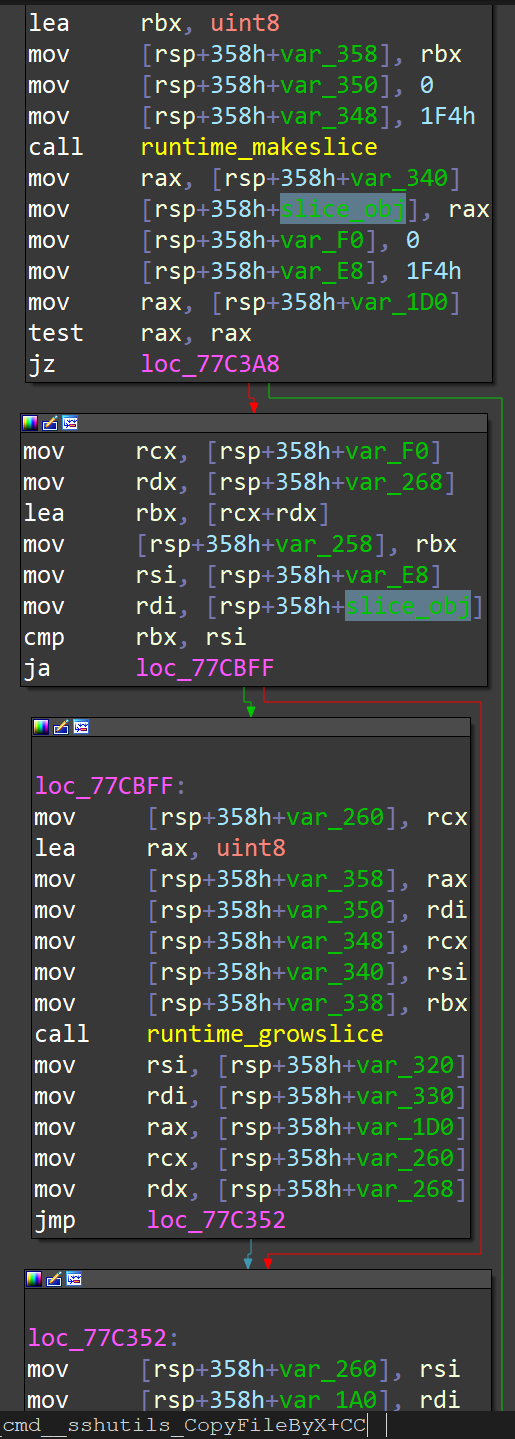 lea rbx, uint8
mov [rsp+358h+var_358], rbx
mov [rsp+358h+var_350], 0
mov [rsp+358h+var_348], 1F4h
call runtime_makeslice
mov rax, [rsp+358h+var_340]
mov [rsp+358h+slice_obj], rax
mov [rsp+358h+var_F0], 0
mov [rsp+358h+var_E8], 1F4h
mov rax, [rsp+358h+var_1D0]
test rax, rax
jz loc_77C3A8
mov rcx, [rsp+358h+var_F0]
mov rdx, [rsp+358h+var_268]
lea rbx, [rcx+rdx]
mov [rsp+358h+var_258], rbx
mov rsi, [rsp+358h+var_E8]
mov rdi, [rsp+358h+slice_obj]
cmp rbx, rsi
ja loc_77CBFF
loc_77CBFF:
mov [rsp+358h+var_260], rcx
lea rax, uint8
mov [rsp+358h+var_358], rax
mov [rsp+358h+var_350], rdi
mov [rsp+358h+var_348], rcx
mov [rsp+358h+var_340], rsi
mov [rsp+358h+var_338], rbx
call runtime_growslice
mov rsi, [rsp+358h+var_320]
mov rdi, [rsp+358h+var_330]
mov rax, [rsp+358h+var_1D0]
mov rcx, [rsp+358h+var_260]
mov rdx, [rsp+358h+var_268]
jmp loc_77C352
loc_77C352:
mov [rsp+358h+var_260], rsi
mov [rsp+358h+var_1A0], rdi
_cmd__sshutils_CopyFileByX+CC